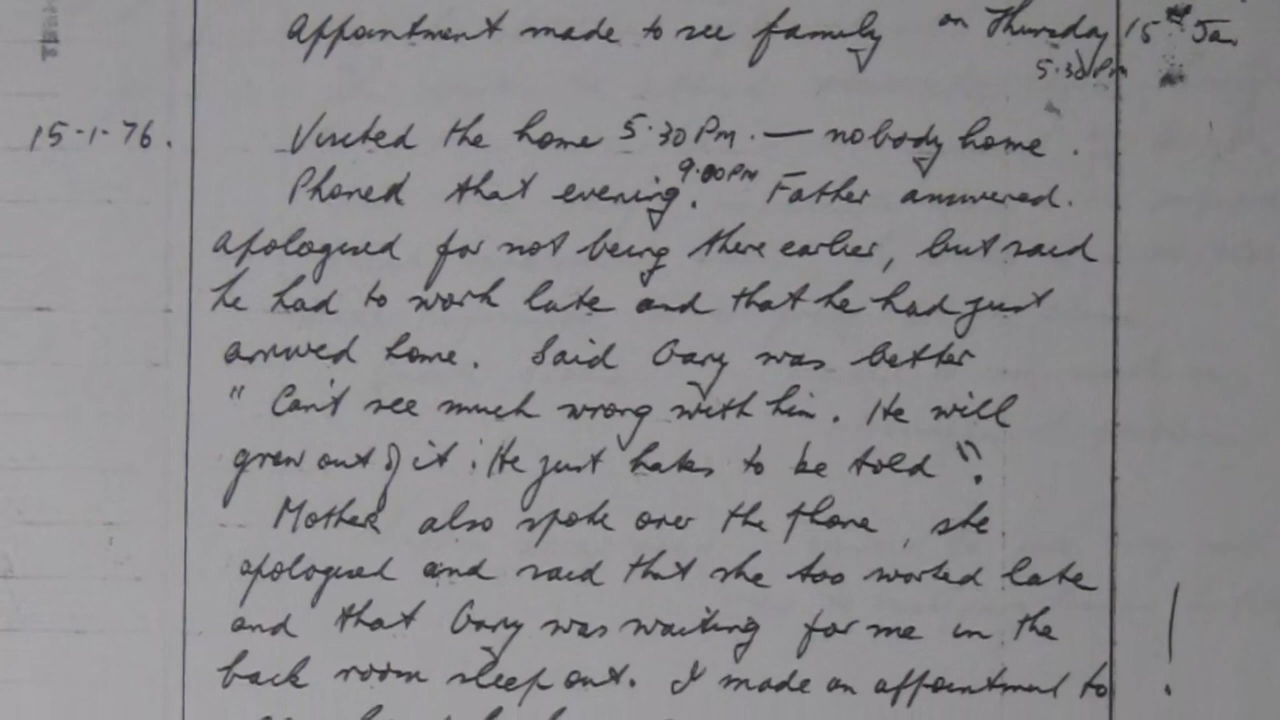 Appointment made to see family on Thursday 15th Jan
5.30 Pm
15-1-76. Visited the home 5.30 Pm. — nobody home.
Phoned that evening. 9.00 PM Father answered.
apologised for not being there earlier, but said
he had to work late and that he had just
arrived home. Said Gary was better
" Can't see much wrong with him. He will
grow out of it. He just hates to be told".
Mother also spoke over the phone, she
apologised and said that she too worked late
and that Gary was waiting for me in the
back room sleep out. I made an appointment to !